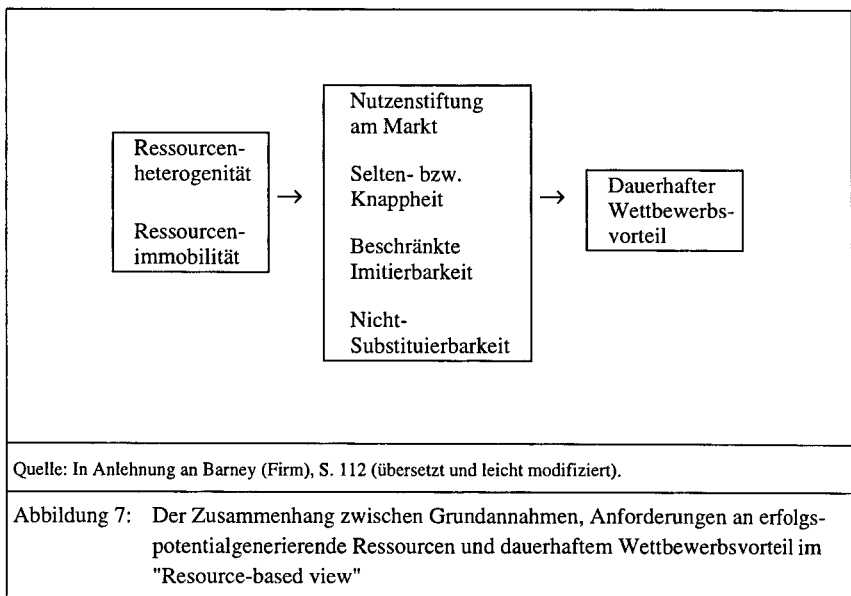 Ressourcen-
heterogenität
Ressourcen-
immobilität
→
Nutzenstiftung
am Markt
Selten- bzw.
Knappheit
Beschränkte
Imitierbarkeit
Nicht-
Substituierbarkeit
→
Dauerhafter
Wettbewerbs-
vorteil
Quelle: In Anlehnung an Barney (Firm), S. 112 (übersetzt und leicht modifiziert).
Abbildung 7: Der Zusammenhang zwischen Grundannahmen, Anforderungen an erfolgs-
potentialgenerierende Ressourcen und dauerhaftem Wettbewerbsvorteil im
"Resource-based view"